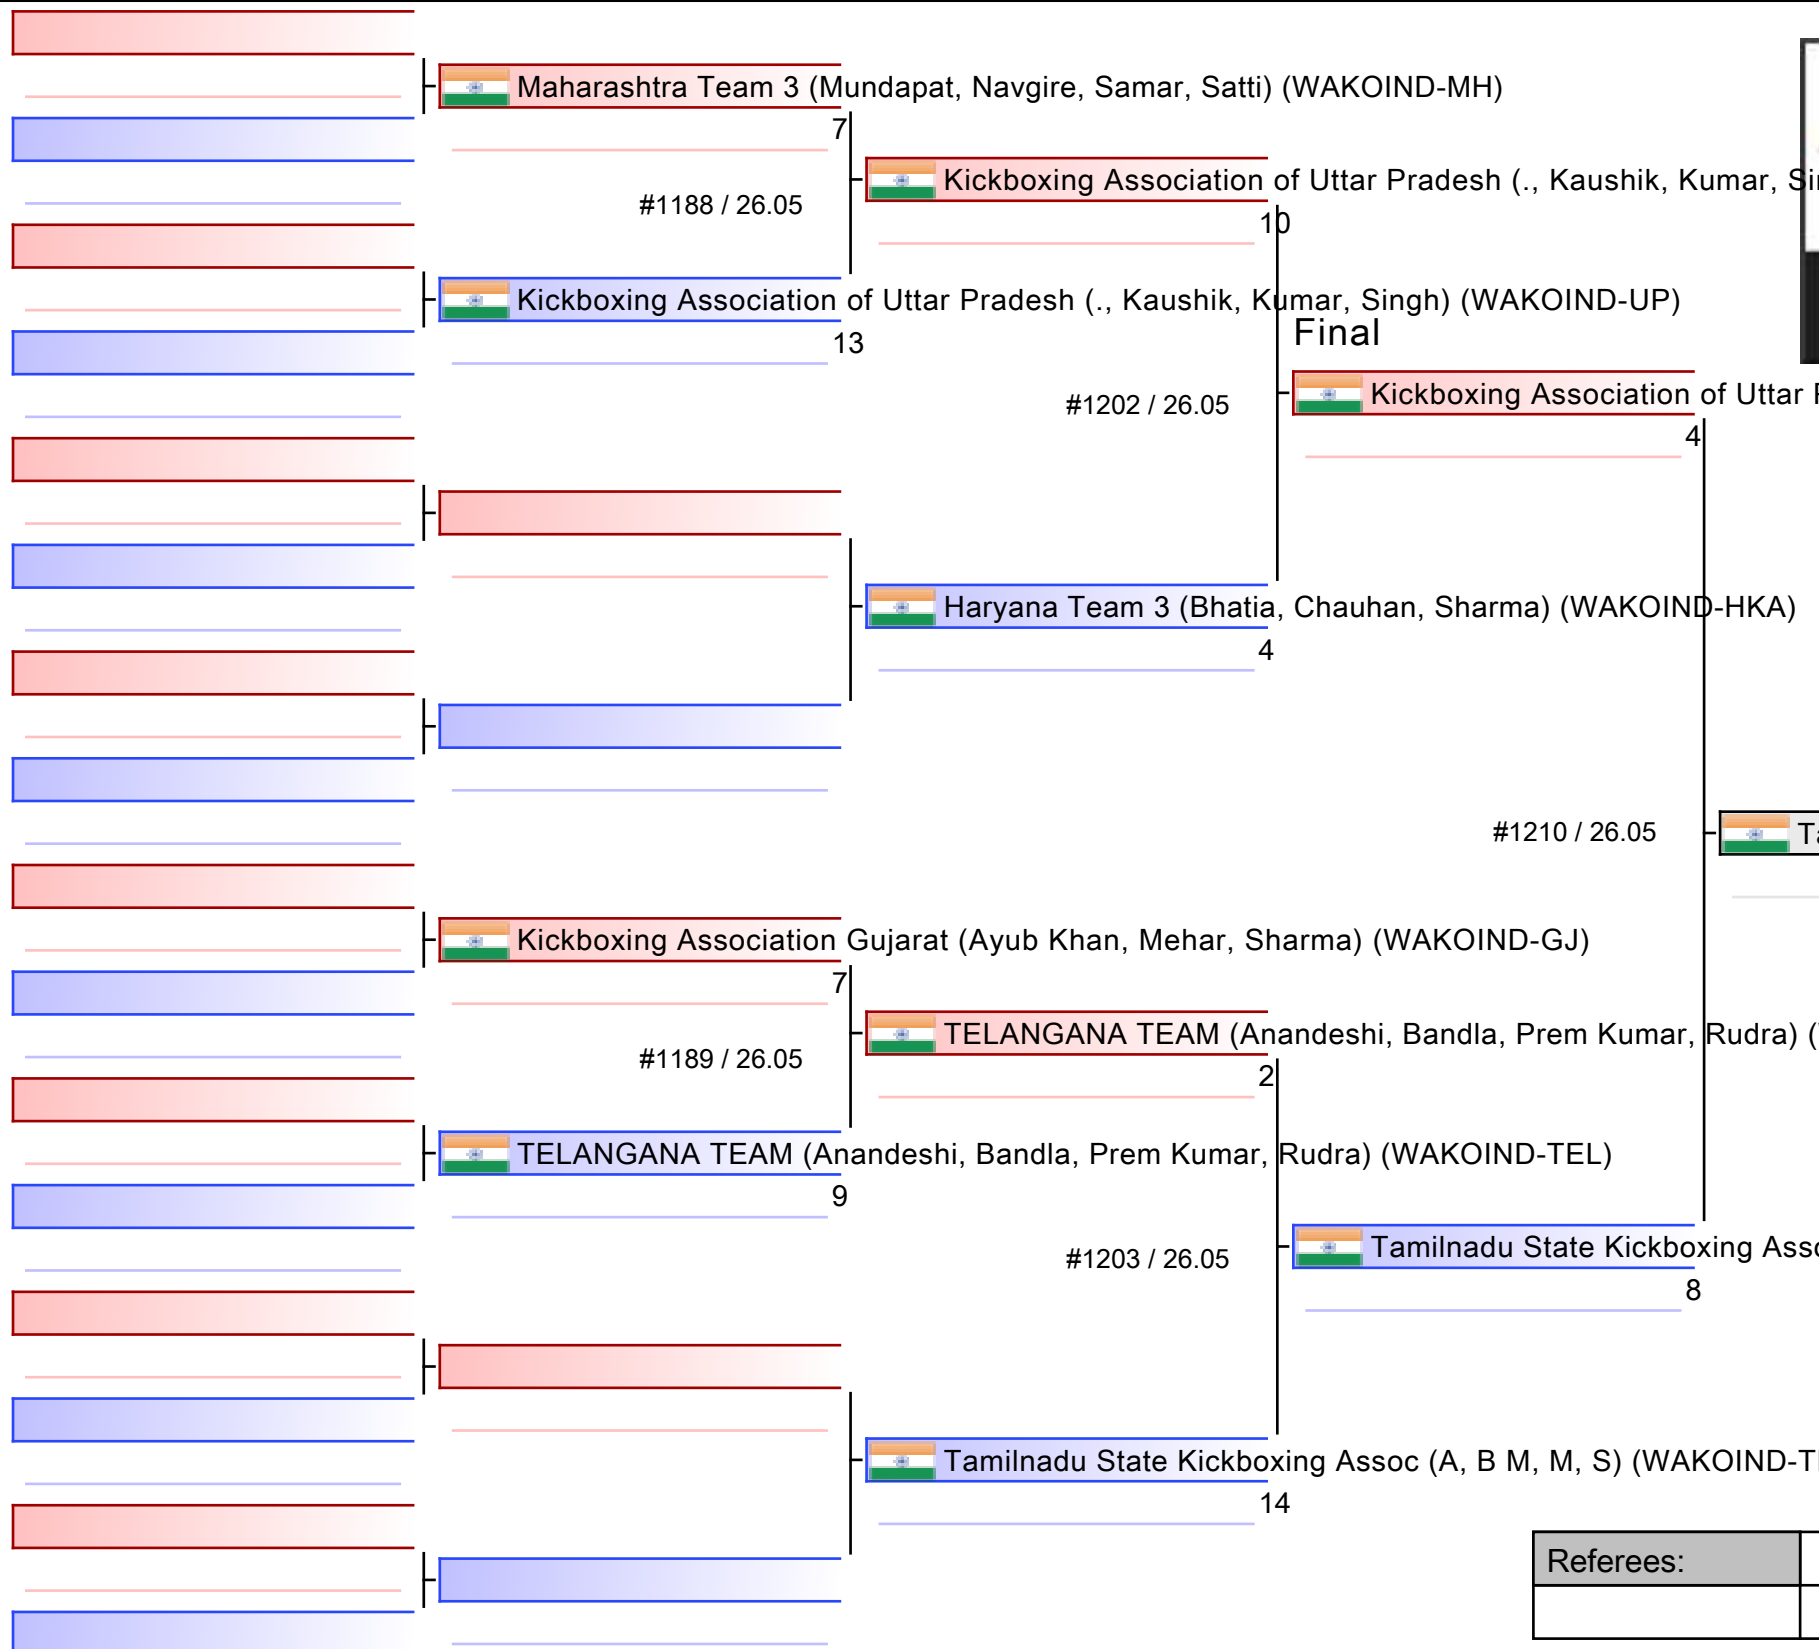 Maharashtra Team 3 (Mundapat, Navgire, Samar, Satti) (WAKOIND-MH)
7
Kickboxing Association of Uttar Pradesh (., Kaushik, Kumar,
#1188 / 26.05
10
Kickboxing Association of Uttar Pradesh (., Kaushik, Kumar, Singh) (WAKOIND-UP)
Final
13
Kickboxing Association of Uttar
#1202 / 26.05
4
Haryana Team 3 (Bhatia, Chauhan, Sharma) (WAKOIND-HKA)
4
#1210 / 26.05
Kickboxing Association Gujarat (Ayub Khan, Mehar, Sharma) (WAKOIND-GJ)
7
TELANGANA TEAM (Anandeshi, Bandla, Prem Kumar, Rudra) (
#1189 / 26.05
2
TELANGANA TEAM (Anandeshi, Bandla, Prem Kumar, Rudra) (WAKOIND-TEL)
9
Tamilnadu State Kickboxing
#1203 / 26.05
8
Tamilnadu State Kickboxing Assoc (A, B M, M, S)
14
Referees: